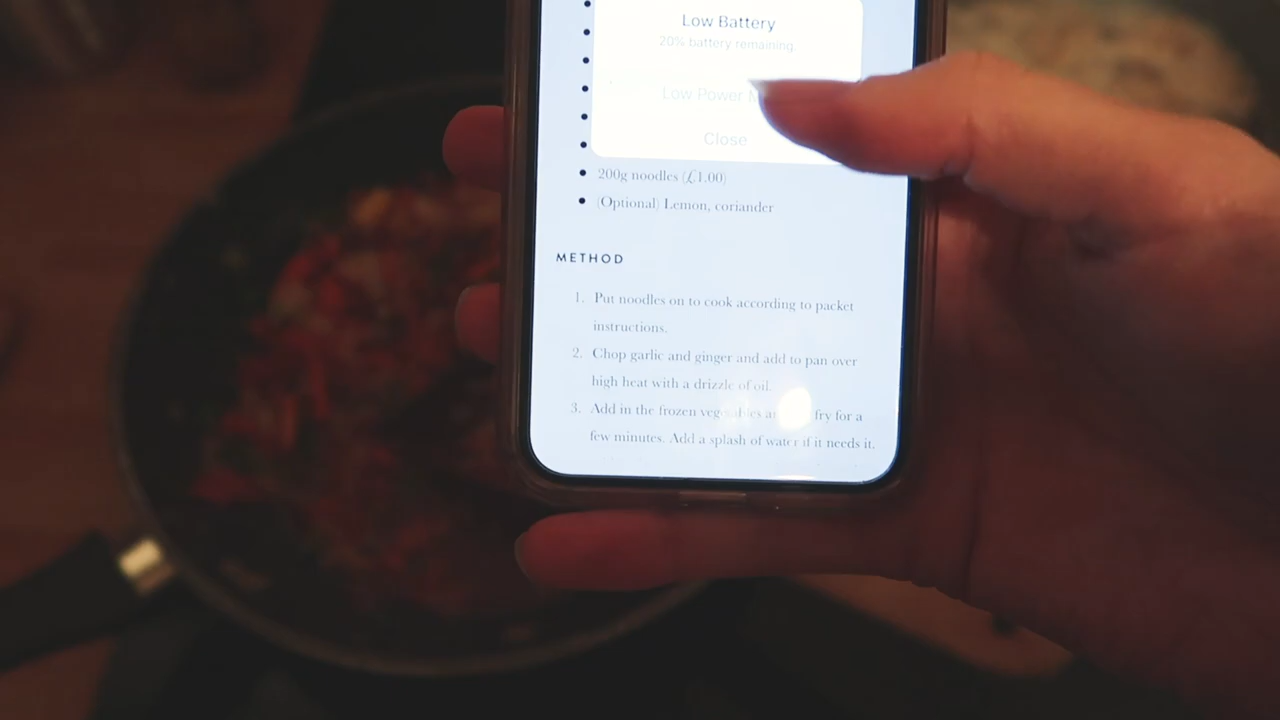 Low Battery
20% battery remaining.
Low Power
Close
200g noodles (£1.00)
(Optional) Lemon, coriander
METHOD
1. Put noodles on to cook according to packet
instructions.
2. Chop garlic and ginger and add to pan over
high heat with a drizzle of oil.
3. Add in the frozen vegetables fry for a
few minutes. Add a splash of water if it needs it.